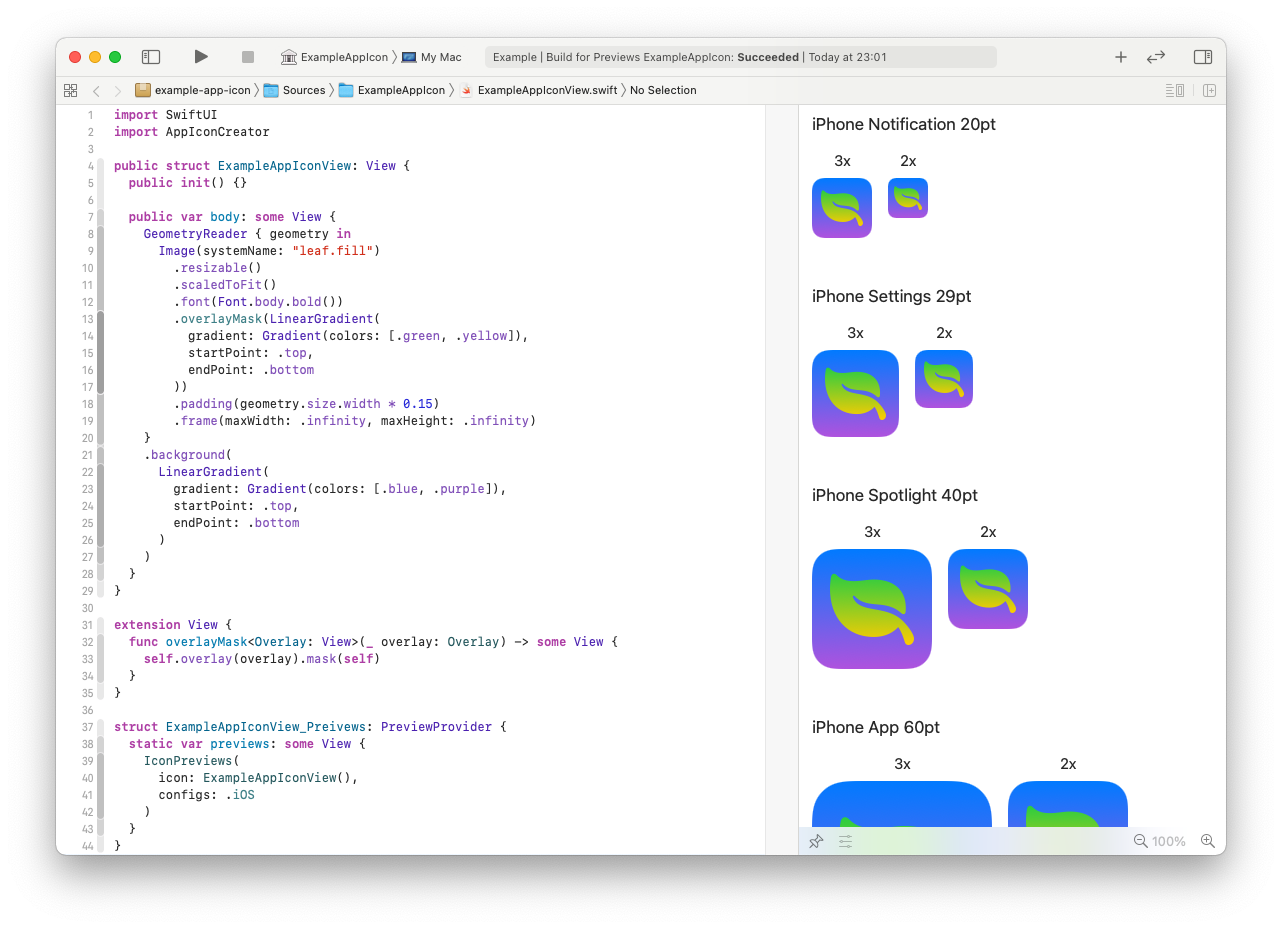 ExampleAppIcon 〉 My Mac
Example | Build for Previews ExampleAppIcon: Succeeded | Today at 23:01
example-app-icon 〉 Sources 〉 ExampleAppIcon 〉 ExampleAppIconView.swift 〉 No Selection
1 import SwiftUI
2 import AppIconCreator
3
4 public struct ExampleAppIconView: View {
5   public init() {}
6
7   public var body: some View {
8     GeometryReader { geometry in
9       Image(systemName: "leaf.fill")
10         .resizable()
11         .scaledToFit()
12         .font(Font.body.bold())
13         .overlayMask(LinearGradient(
14           gradient: Gradient(colors: [.green, .yellow]),
15           startPoint: .top,
16           endPoint: .bottom
17         ))
18         .padding(geometry.size.width * 0.15)
19         .frame(maxWidth: .infinity, maxHeight: .infinity)
20     }
21     .background(
22       LinearGradient(
23         gradient: Gradient(colors: [.blue, .purple]),
24         startPoint: .top,
25         endPoint: .bottom
26       )
27     )
28   }
29 }
30
31 extension View {
32   func overlayMask<Overlay: View>(_ overlay: Overlay) -> some View {
33     self.overlay(overlay).mask(self)
34   }
35 }
36
37 struct ExampleAppIconView_Preivews: PreviewProvider {
38   static var previews: some View {
39     IconPreviews(
40       icon: ExampleAppIconView(),
41       configs: .iOS
42     )
43   }
44 }
iPhone Notification 20pt
3x 2x
iPhone Settings 29pt
3x 2x
iPhone Spotlight 40pt
3x 2x
iPhone App 60pt
3x 2x
100%